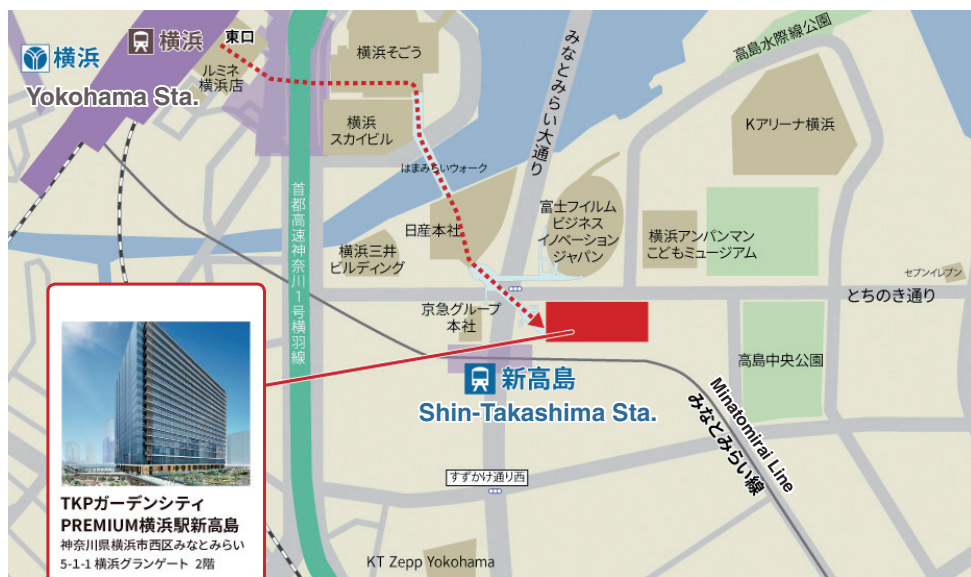 横浜
横浜
東口
Yokohama Sta.
ルミネ
横浜店
横浜そごう
横浜
スカイビル
はまみらいウォーク
みなとみらい大通り
高島水際線公園
Kアリーナ横浜
首都高速神奈川1号横羽線
日産本社
横浜三井
ビルディング
富士フイルム
ビジネス
イノベーション
ジャパン
横浜アンパンマン
こどもミュージアム
セブンイレブン
とちのき通り
京急グループ
本社
新高島
Shin-Takashima Sta.
高島中央公園
Minatomirai Line
みなとみらい線
すずかけ通り西
KT Zepp Yokohama
TKPガーデンシティ
PREMIUM横浜駅新高島
神奈川県横浜市西区みなとみらい
5-1-1 横浜グランゲート 2階